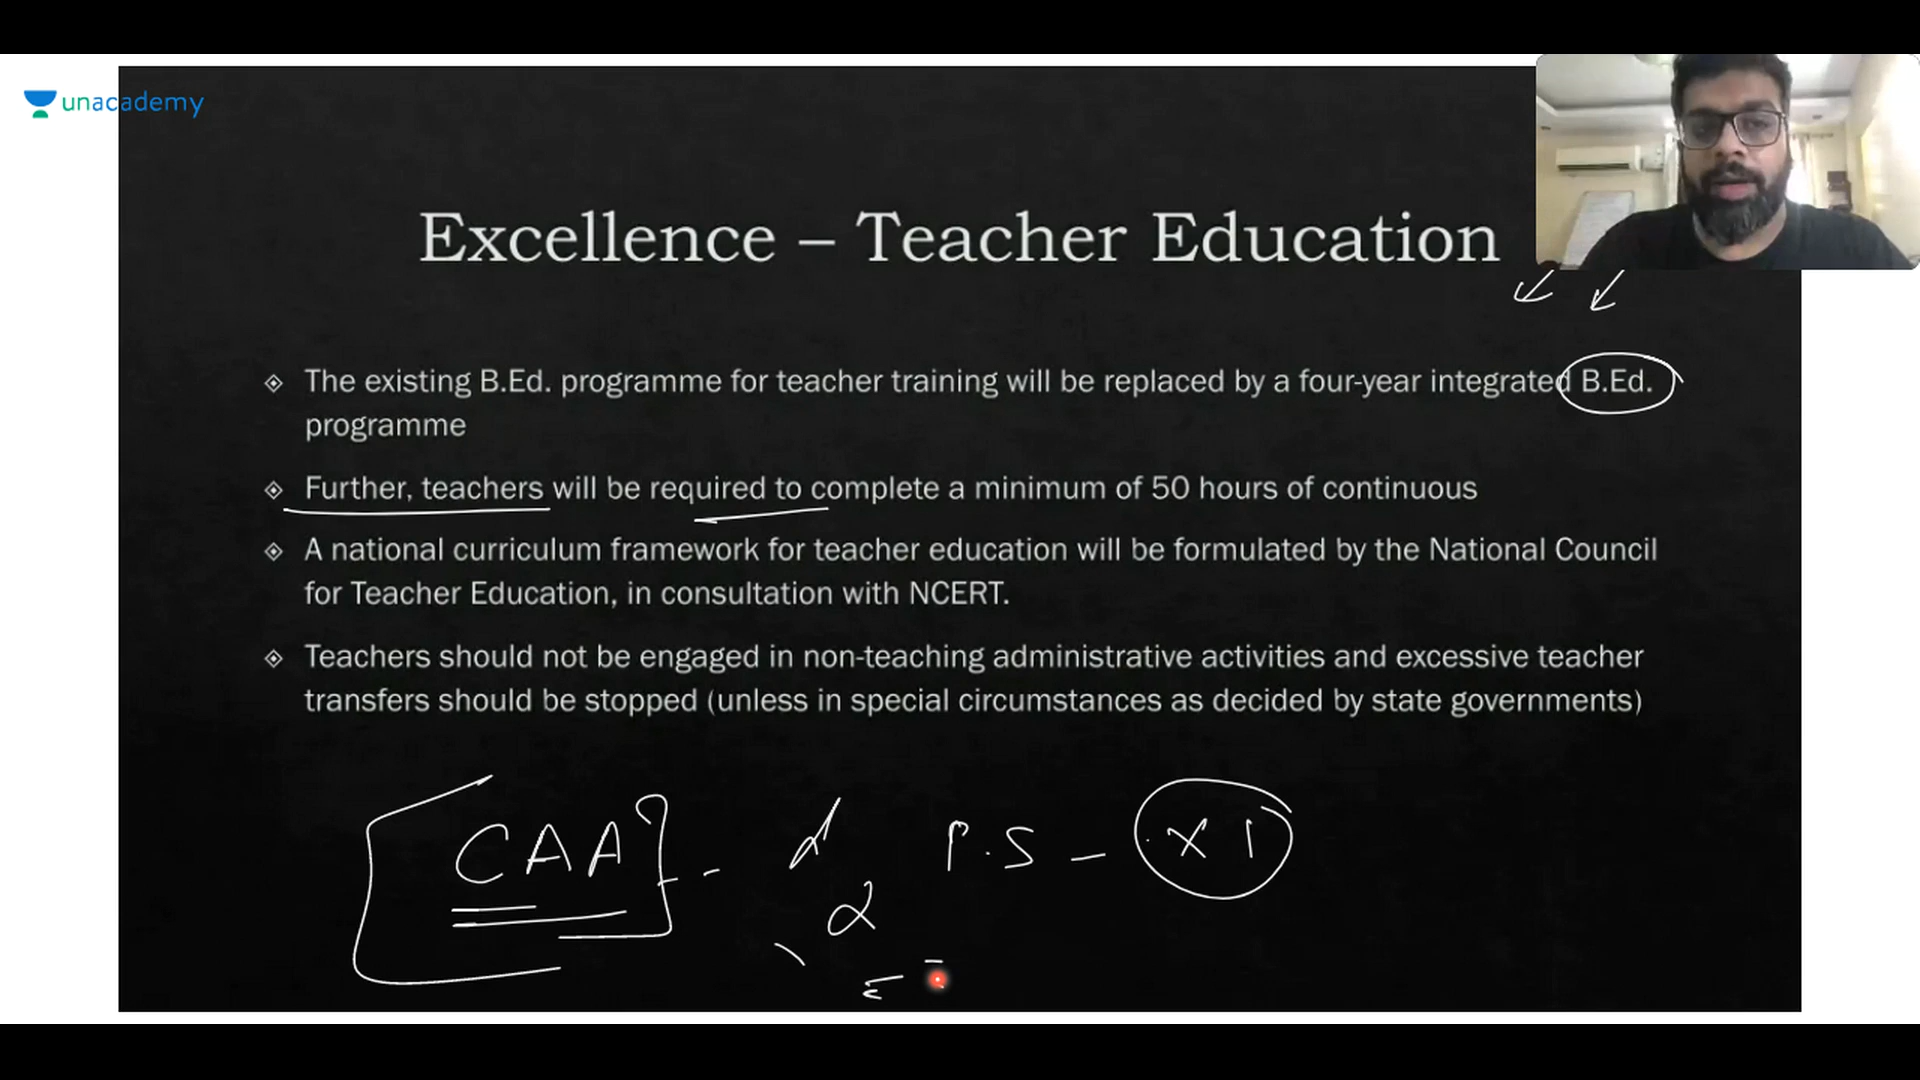 unacademy
Excellence – Teacher Education
The existing B.Ed. programme for teacher training will be replaced by a four-year integrated B.Ed.
programme
Further, teachers will be required to complete a minimum of 50 hours of continuous
A national curriculum framework for teacher education will be formulated by the National Council
for Teacher Education, in consultation with NCERT.
Teachers should not be engaged in non-teaching administrative activities and excessive teacher
transfers should be stopped (unless in special circumstances as decided by state governments)
CAA P.S – XI